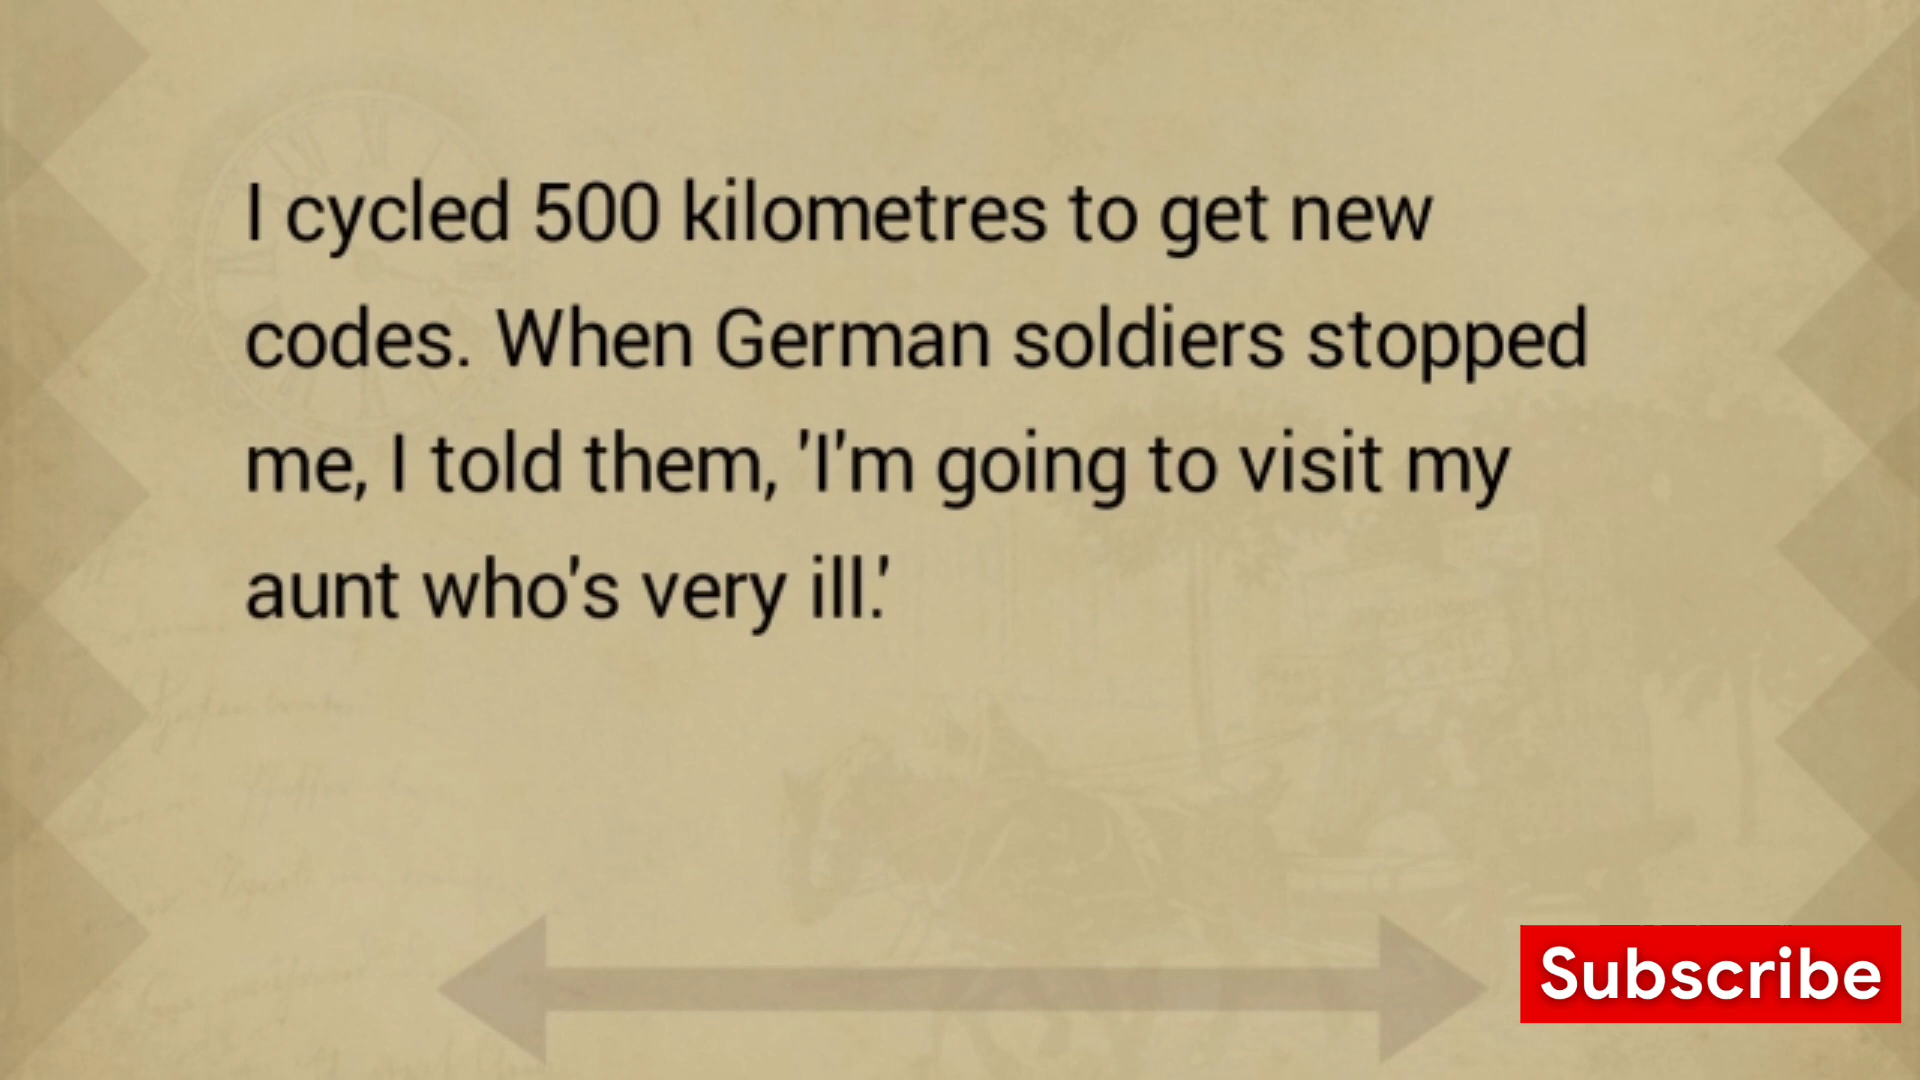 I cycled 500 kilometres to get new
codes. When German soldiers stopped
me, I told them, 'I'm going to visit my
aunt who's very ill.'
Subscribe